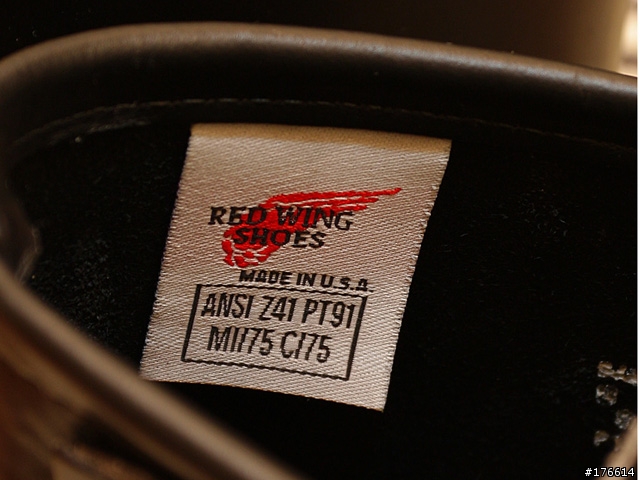 RED WING
SHOES
MADE IN U.S.A
ANSI Z41 PT91
MI/75 C/75
#176614